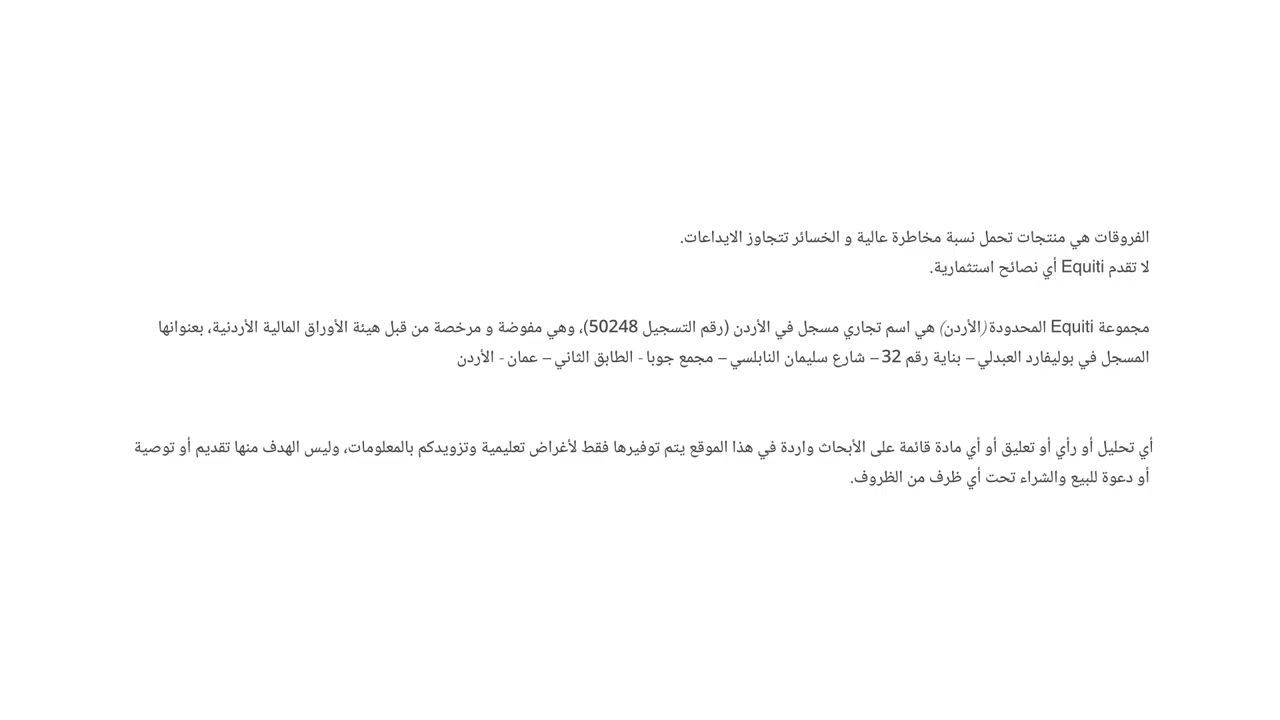 الفروقات هي منتجات تحمل نسبة مخاطرة عالية و الخسائر تتجاوز الايداعات.
لا تقدم Equiti أي نصائح استثمارية.
مجموعة Equiti المحدودة (الأردن) هي اسم تجاري مسجل في الأردن (رقم التسجيل 50248)، وهي مفوضة و مرخصة من قبل هيئة الأوراق المالية الأردنية، بعنوانها
المسجل في بوليفارد العبدلي – بناية رقم 32 – شارع سليمان النابلسي – مجمع جوبا - الطابق الثاني – عمان - الأردن
أي تحليل أو رأي أو تعليق أو أي مادة قائمة على الأبحاث واردة في هذا الموقع يتم توفيرها فقط لأغراض تعليمية وتزويدكم بالمعلومات، وليس الهدف منها تقديم أو توصية
أو دعوة للبيع والشراء تحت أي ظرف من الظروف.